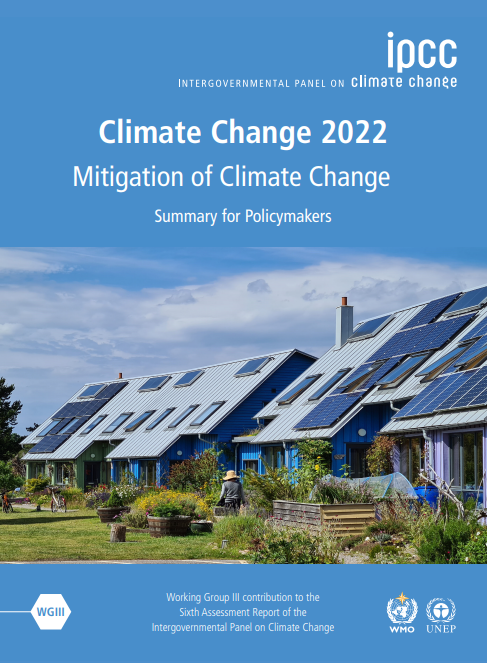 ipcc
INTERGOVERNMENTAL PANEL ON climate change
Climate Change 2022
Mitigation of Climate Change
Summary for Policymakers
WGIII
Working Group III contribution to the
Sixth Assessment Report of the
Intergovernmental Panel on Climate Change
WMO
UNEP